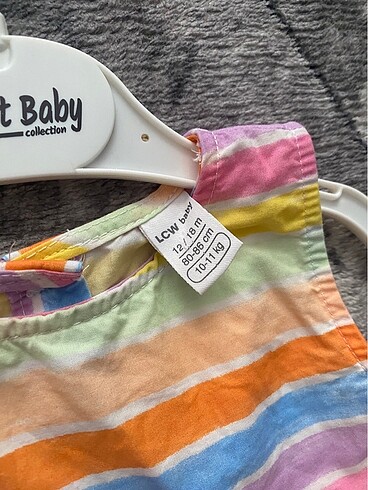 t Baby
collection
LCW baby
12 / 18 m
80-86 cm
10-11 kg